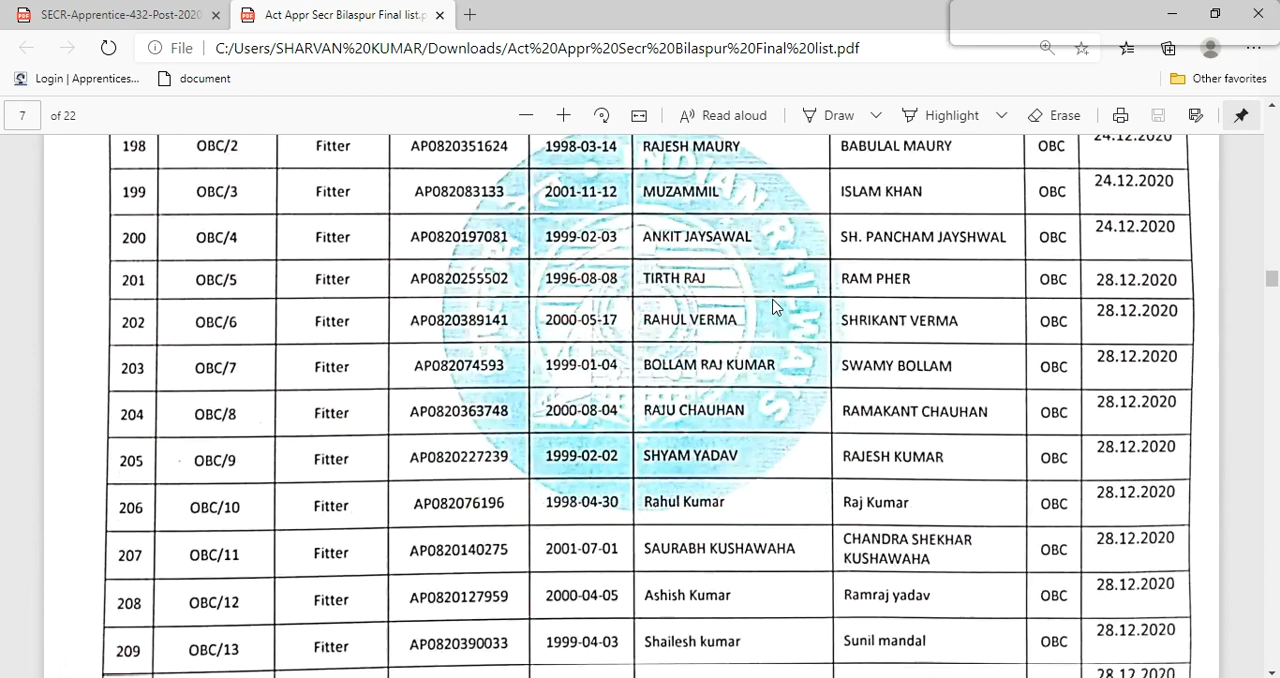 SECR-Apprentice-432-Post-2020
Act Appr Secr Bilaspur Final list.p
File | C:/Users/SHARVAN%20KUMAR/Downloads/Act%20Appr%20Secr%20Bilaspur%20Final%20list.pdf
Login | Apprentices... document Other favorites
7 of 22 Read aloud Draw Highlight Erase
198 OBC/2 Fitter AP0820351624 1998-03-14 RAJESH MAURY BABULAL MAURY OBC 24.12.2020
199 OBC/3 Fitter AP082083133 2001-11-12 MUZAMMIL ISLAM KHAN OBC 24.12.2020
200 OBC/4 Fitter AP0820197081 1999-02-03 ANKIT JAYSAWAL SH. PANCHAM JAYSHWAL OBC 24.12.2020
201 OBC/5 Fitter AP0820255502 1996-08-08 TIRTH RAJ RAM PHER OBC 28.12.2020
202 OBC/6 Fitter AP0820389141 2000-05-17 RAHUL VERMA SHRIKANT VERMA OBC 28.12.2020
203 OBC/7 Fitter AP082074593 1999-01-04 BOLLAM RAJ KUMAR SWAMY BOLLAM OBC 28.12.2020
204 OBC/8 Fitter AP0820363748 2000-08-04 RAJU CHAUHAN RAMAKANT CHAUHAN OBC 28.12.2020
205 OBC/9 Fitter AP0820227239 1999-02-02 SHYAM YADAV RAJESH KUMAR OBC 28.12.2020
206 OBC/10 Fitter AP082076196 1998-04-30 Rahul Kumar Raj Kumar OBC 28.12.2020
207 OBC/11 Fitter AP0820140275 2001-07-01 SAURABH KUSHAWAHA CHANDRA SHEKHAR
KUSHAWAHA OBC 28.12.2020
208 OBC/12 Fitter AP0820127959 2000-04-05 Ashish Kumar Ramraj yadav OBC 28.12.2020
209 OBC/13 Fitter AP0820390033 1999-04-03 Shailesh kumar Sunil mandal OBC 28.12.2020
28.12.2020
INDIAN RAILWAYS